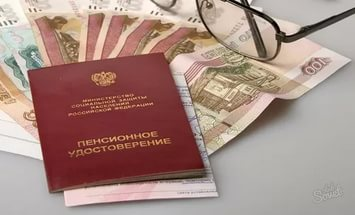 МИНИСТЕРСТВО
СОЦИАЛЬНОЙ ЗАЩИТЫ
НАСЕЛЕНИЯ
РОССИЙСКОЙ ФЕДЕРАЦИИ
ПЕНСИОННОЕ
УДОСТОВЕРЕНИЕ
100